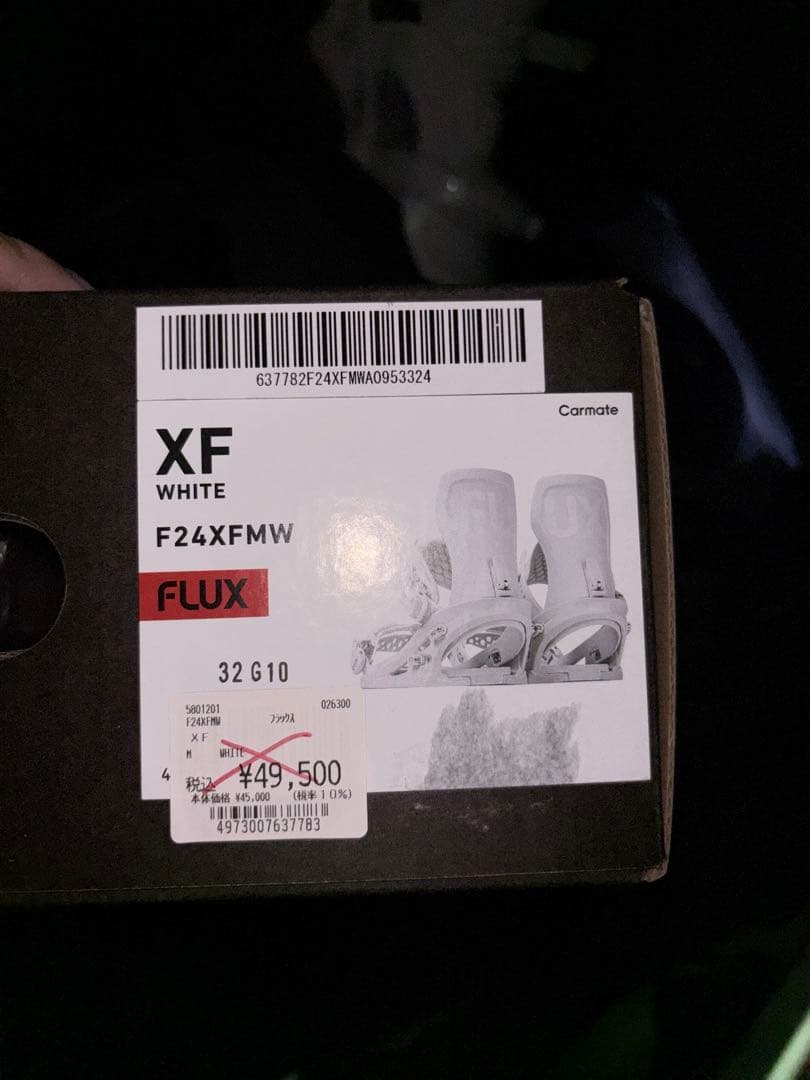 637782F24XFMWA0953324
Carmate
XF
WHITE
F24XFMW
FLUX
32 G10
5801201 026300
F24XFMW フラックス
XF
M WHITE
税込 ¥49,500
本体価格 ¥45,000 (税率10%)
4973007637783
4